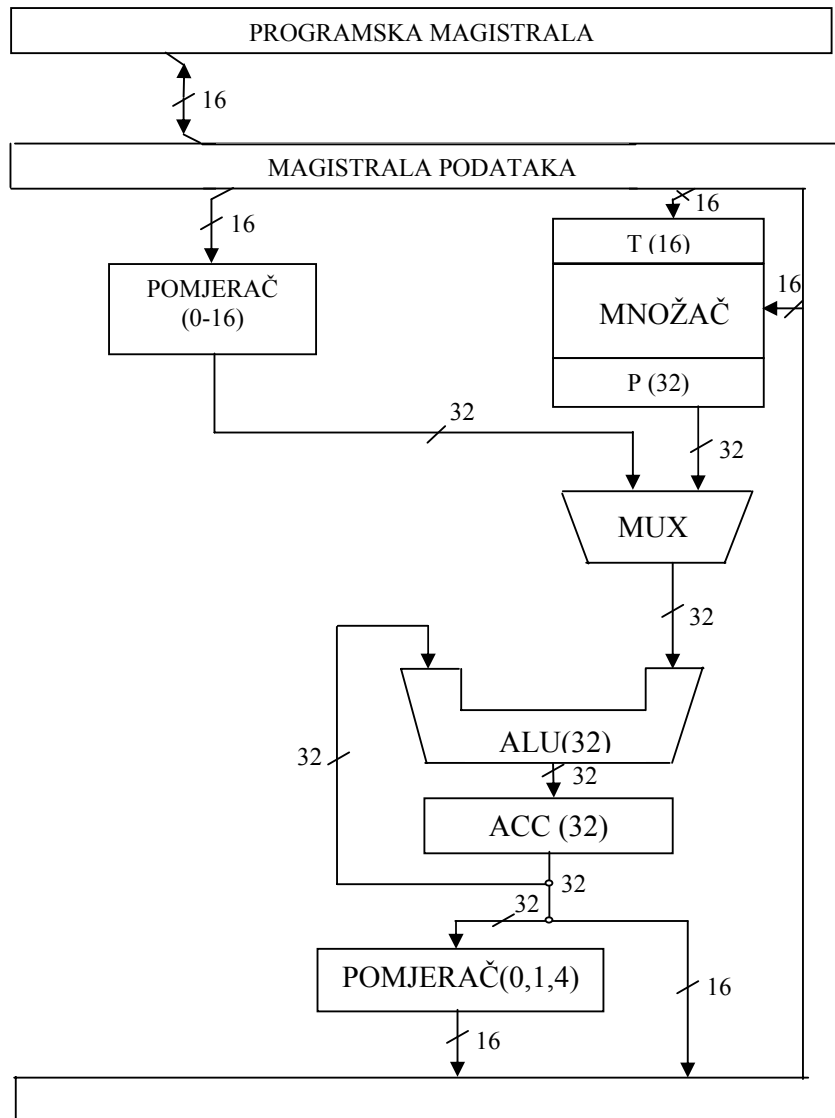 PROGRAMSKA MAGISTRALA
16
MAGISTRALA PODATAKA
16
16
T (16)
POMJERAČ
(0-16)
16
MNOŽAČ
P (32)
32
32
MUX
32
32
ALU(32)
32
ACC (32)
32
32
POMJERAČ(0,1,4)
16
16